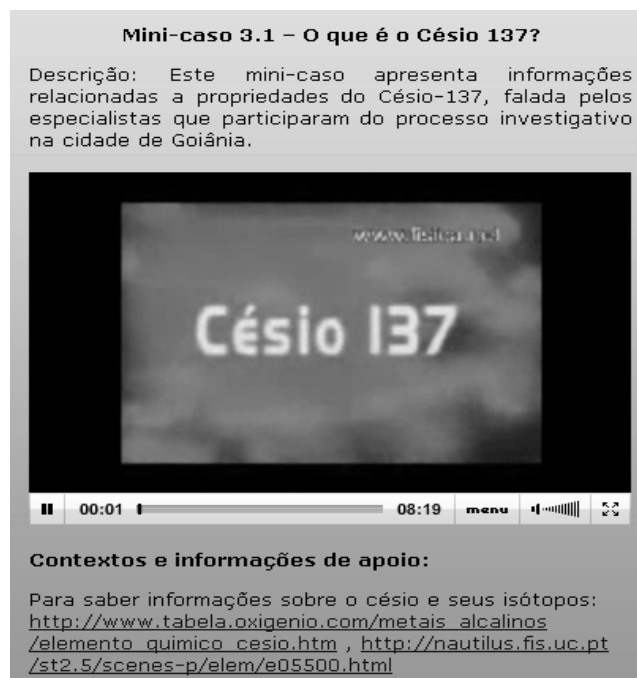 Mini-caso 3.1 – O que é o Césio 137?
Descrição: Este mini-caso apresenta informações
relacionadas a propriedades do Césio-137, falada pelos
especialistas que participaram do processo investigativo
na cidade de Goiânia.
Césio 137
00:01 08:19 menu
Contextos e informações de apoio:
Para saber informações sobre o césio e seus isótopos:
http://www.tabela.oxigenio.com/metais_alcalinos
/elemento_quimico_cesio.htm , http://nautilus.fis.uc.pt
/st2.5/scenes-p/elem/e05500.html